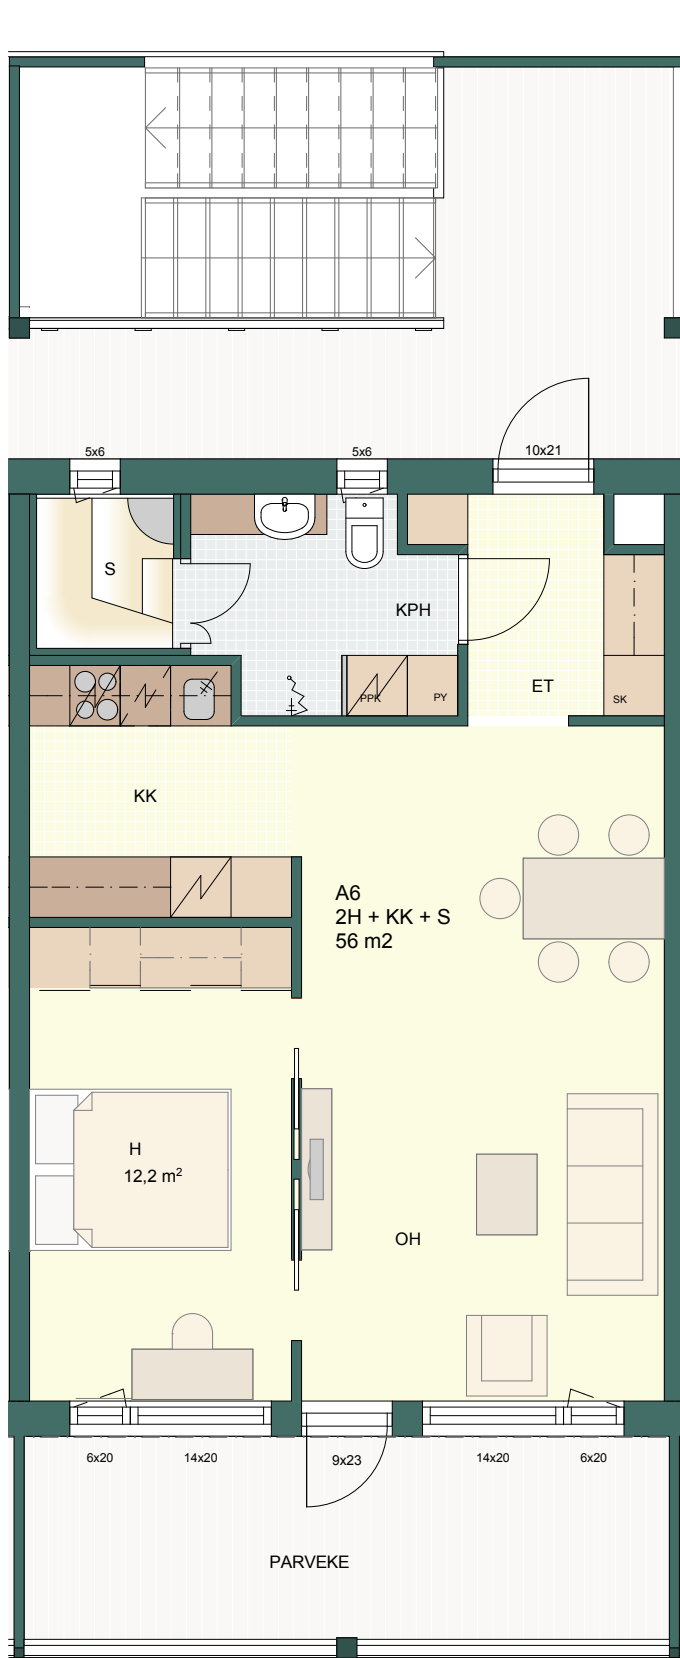 5x6
5x6
10x21
S
KPH
PPK
PY
ET
SK
KK
A6
2H + KK + S
56 m2
H
12,2 m²
OH
6x20
14x20
9x23
14x20
6x20
PARVEKE